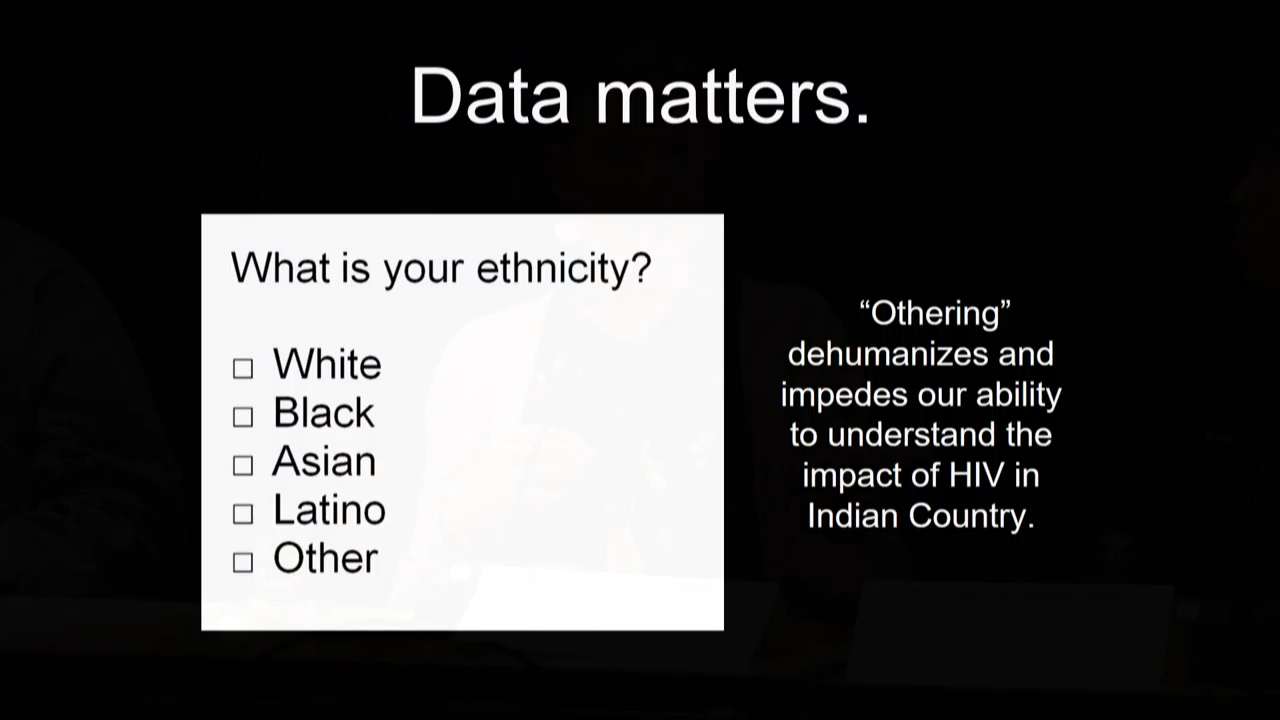 Data matters.
What is your ethnicity?
□ White
□ Black
□ Asian
□ Latino
□ Other
“Othering”
dehumanizes and
impedes our ability
to understand the
impact of HIV in
Indian Country.